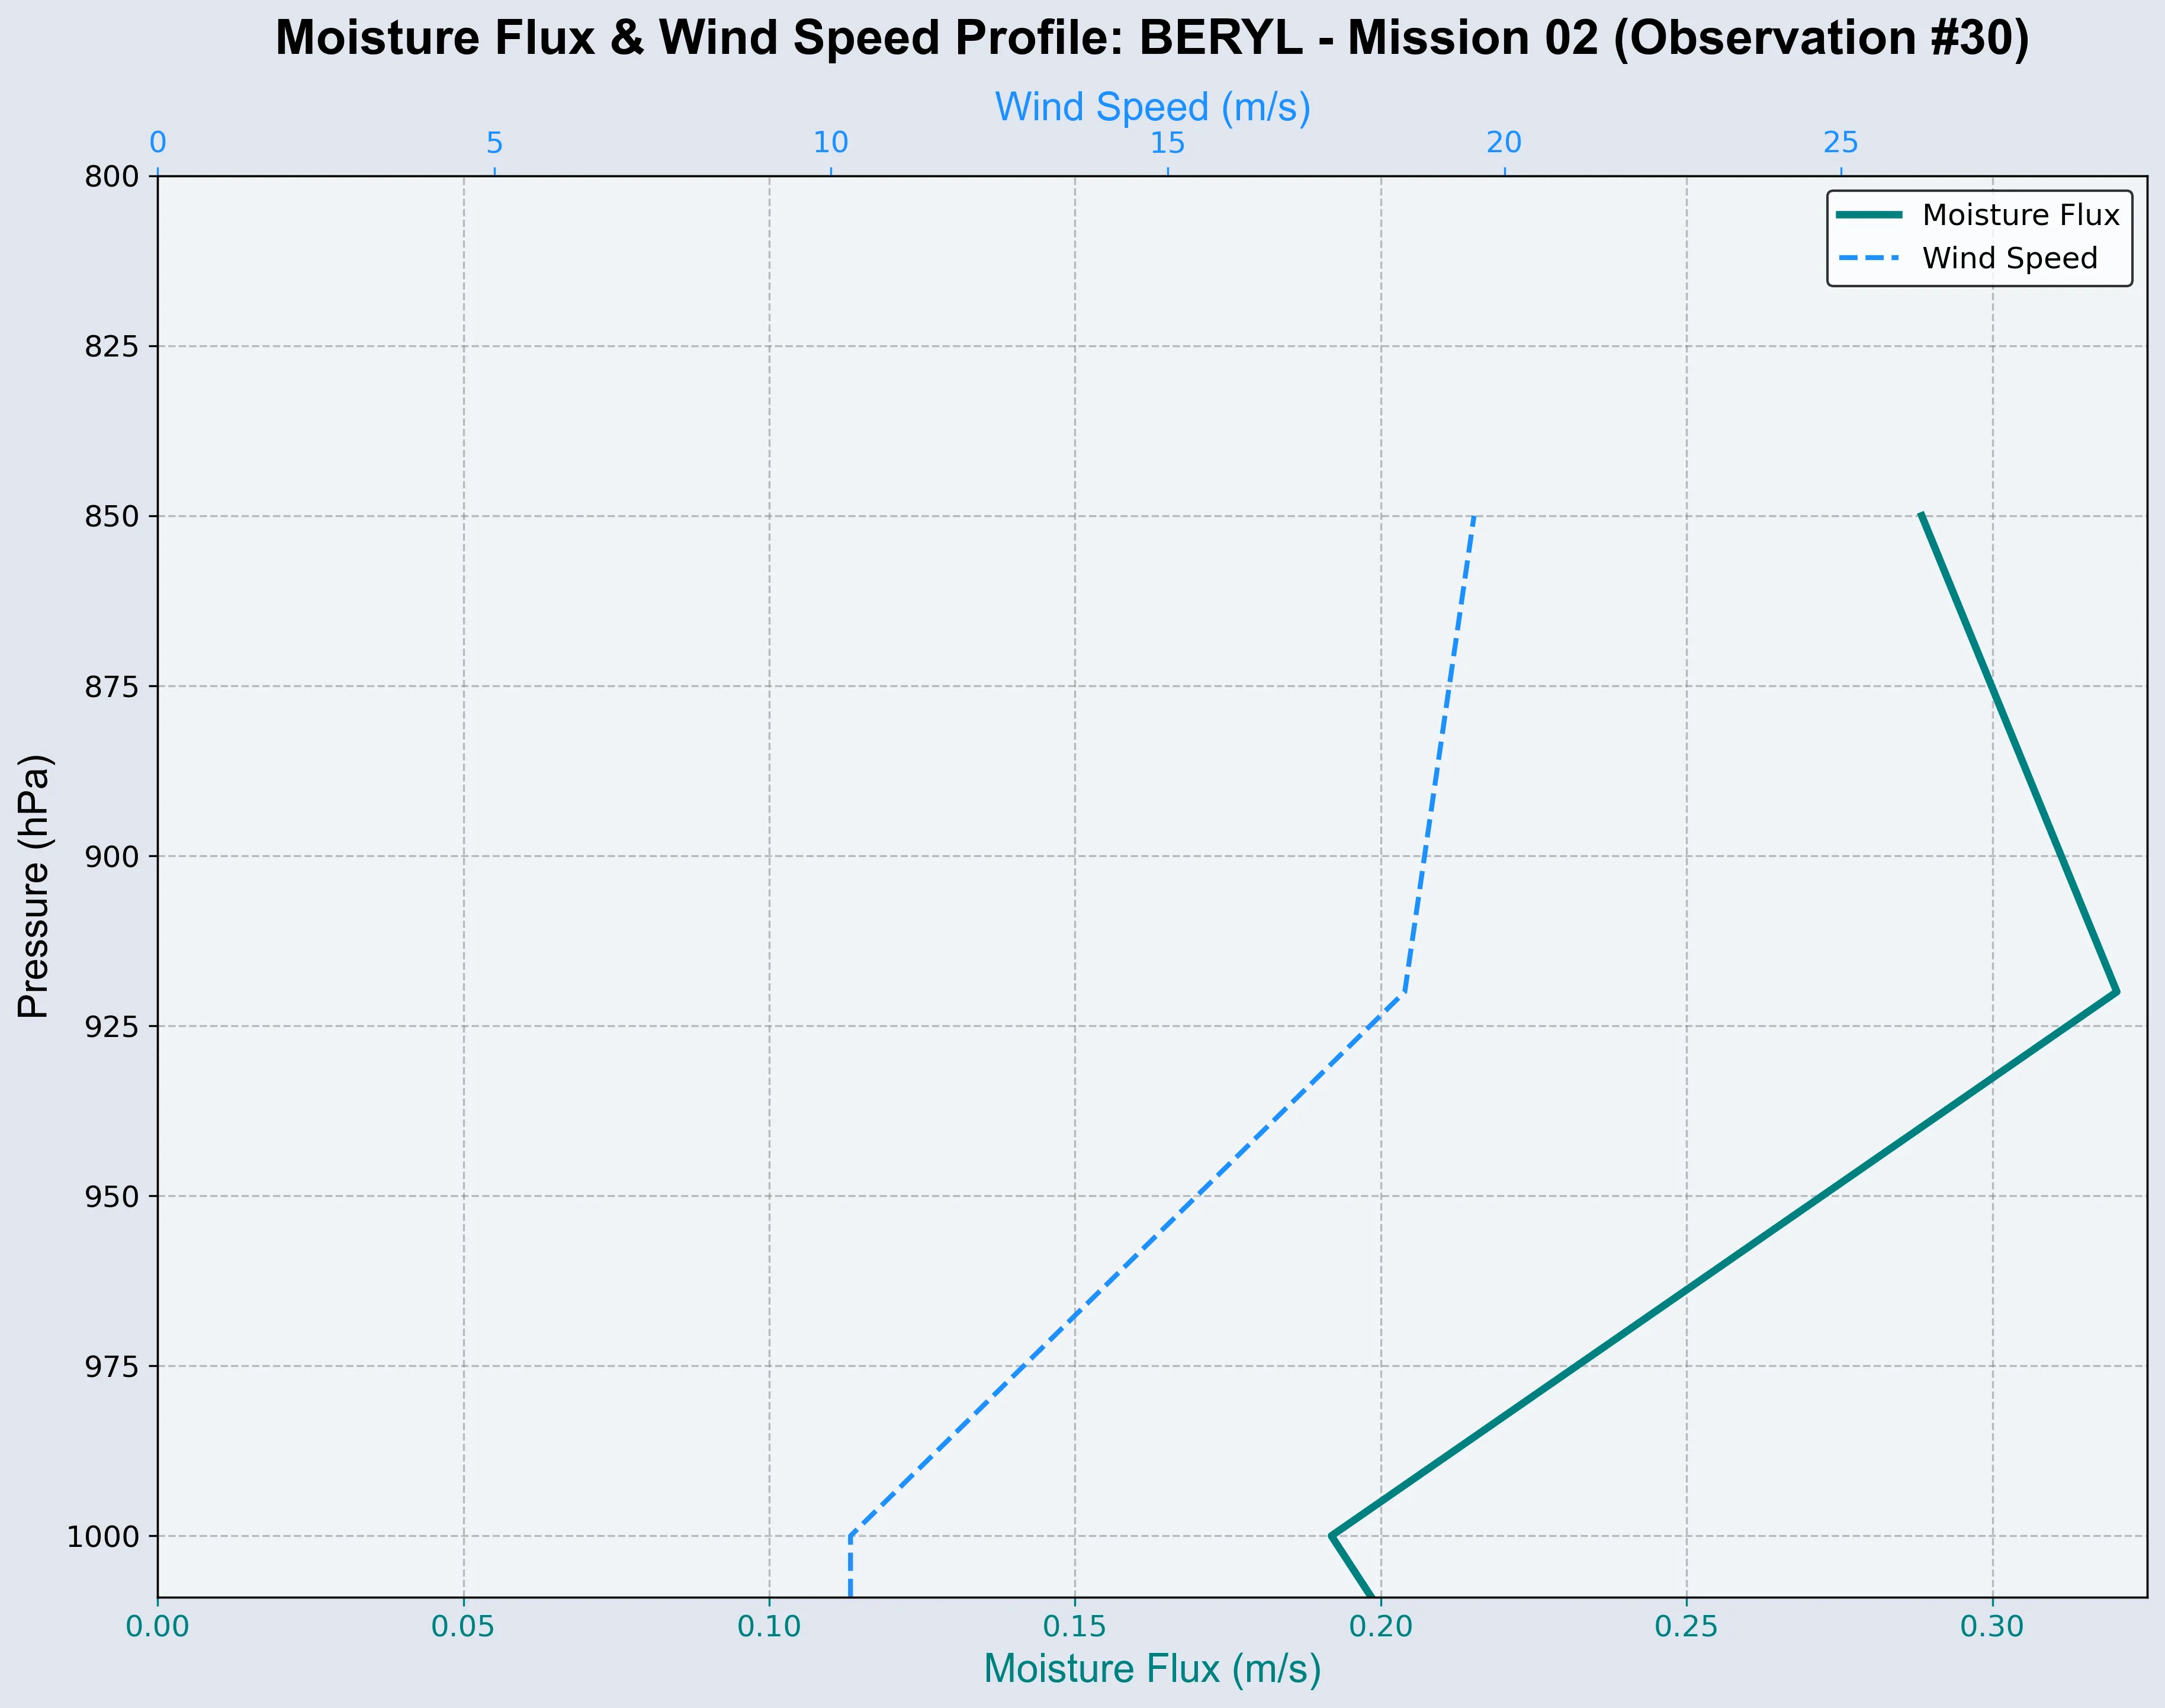 Moisture Flux & Wind Speed Profile: BERYL - Mission 02 (Observation #30)
Wind Speed (m/s)
0 5 10 15 20 25
Moisture Flux
Wind Speed
800
825
850
875
900
925
950
975
1000
Pressure (hPa)
0.00 0.05 0.10 0.15 0.20 0.25 0.30
Moisture Flux (m/s)